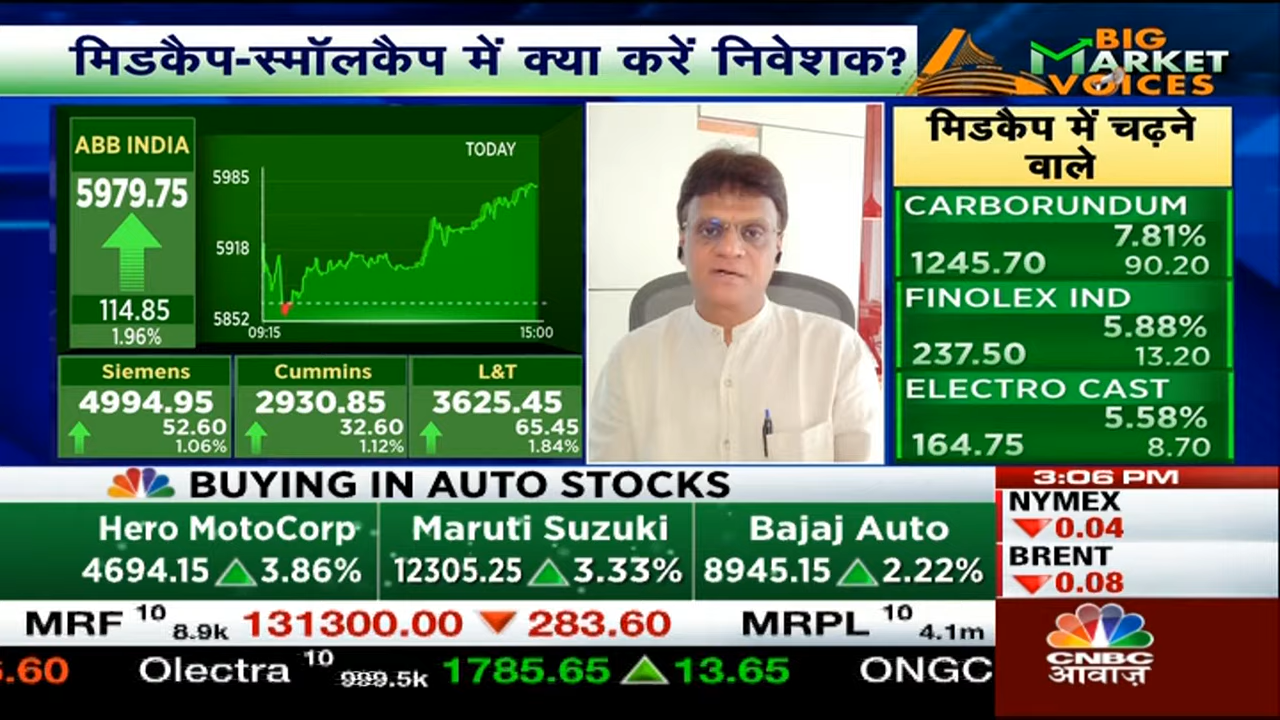 मिडकैप-स्मॉलकैप में क्या करें निवेशक?
BIG
MARKET
VOICES
ABB INDIA
5979.75
114.85
1.96%
TODAY
5985
5918
5852
09:15
15:00
Siemens
4994.95
52.60
1.06%
Cummins
2930.85
32.60
1.12%
L&T
3625.45
65.45
1.84%
मिडकैप में चढ़ने
वाले
CARBORUNDUM
7.81%
1245.70 90.20
FINOLEX IND
5.88%
237.50 13.20
ELECTRO CAST
5.58%
164.75 8.70
BUYING IN AUTO STOCKS
Hero MotoCorp
4694.15 3.86%
Maruti Suzuki
12305.25 3.33%
Bajaj Auto
8945.15 2.22%
3:06 PM
NYMEX
0.04
BRENT
0.08
MRF 10 8.9k 131300.00 283.60 MRPL 10 4.1m
.60 Olectra 10 1785.65 13.65 ONGC
CNBC
आवाज़